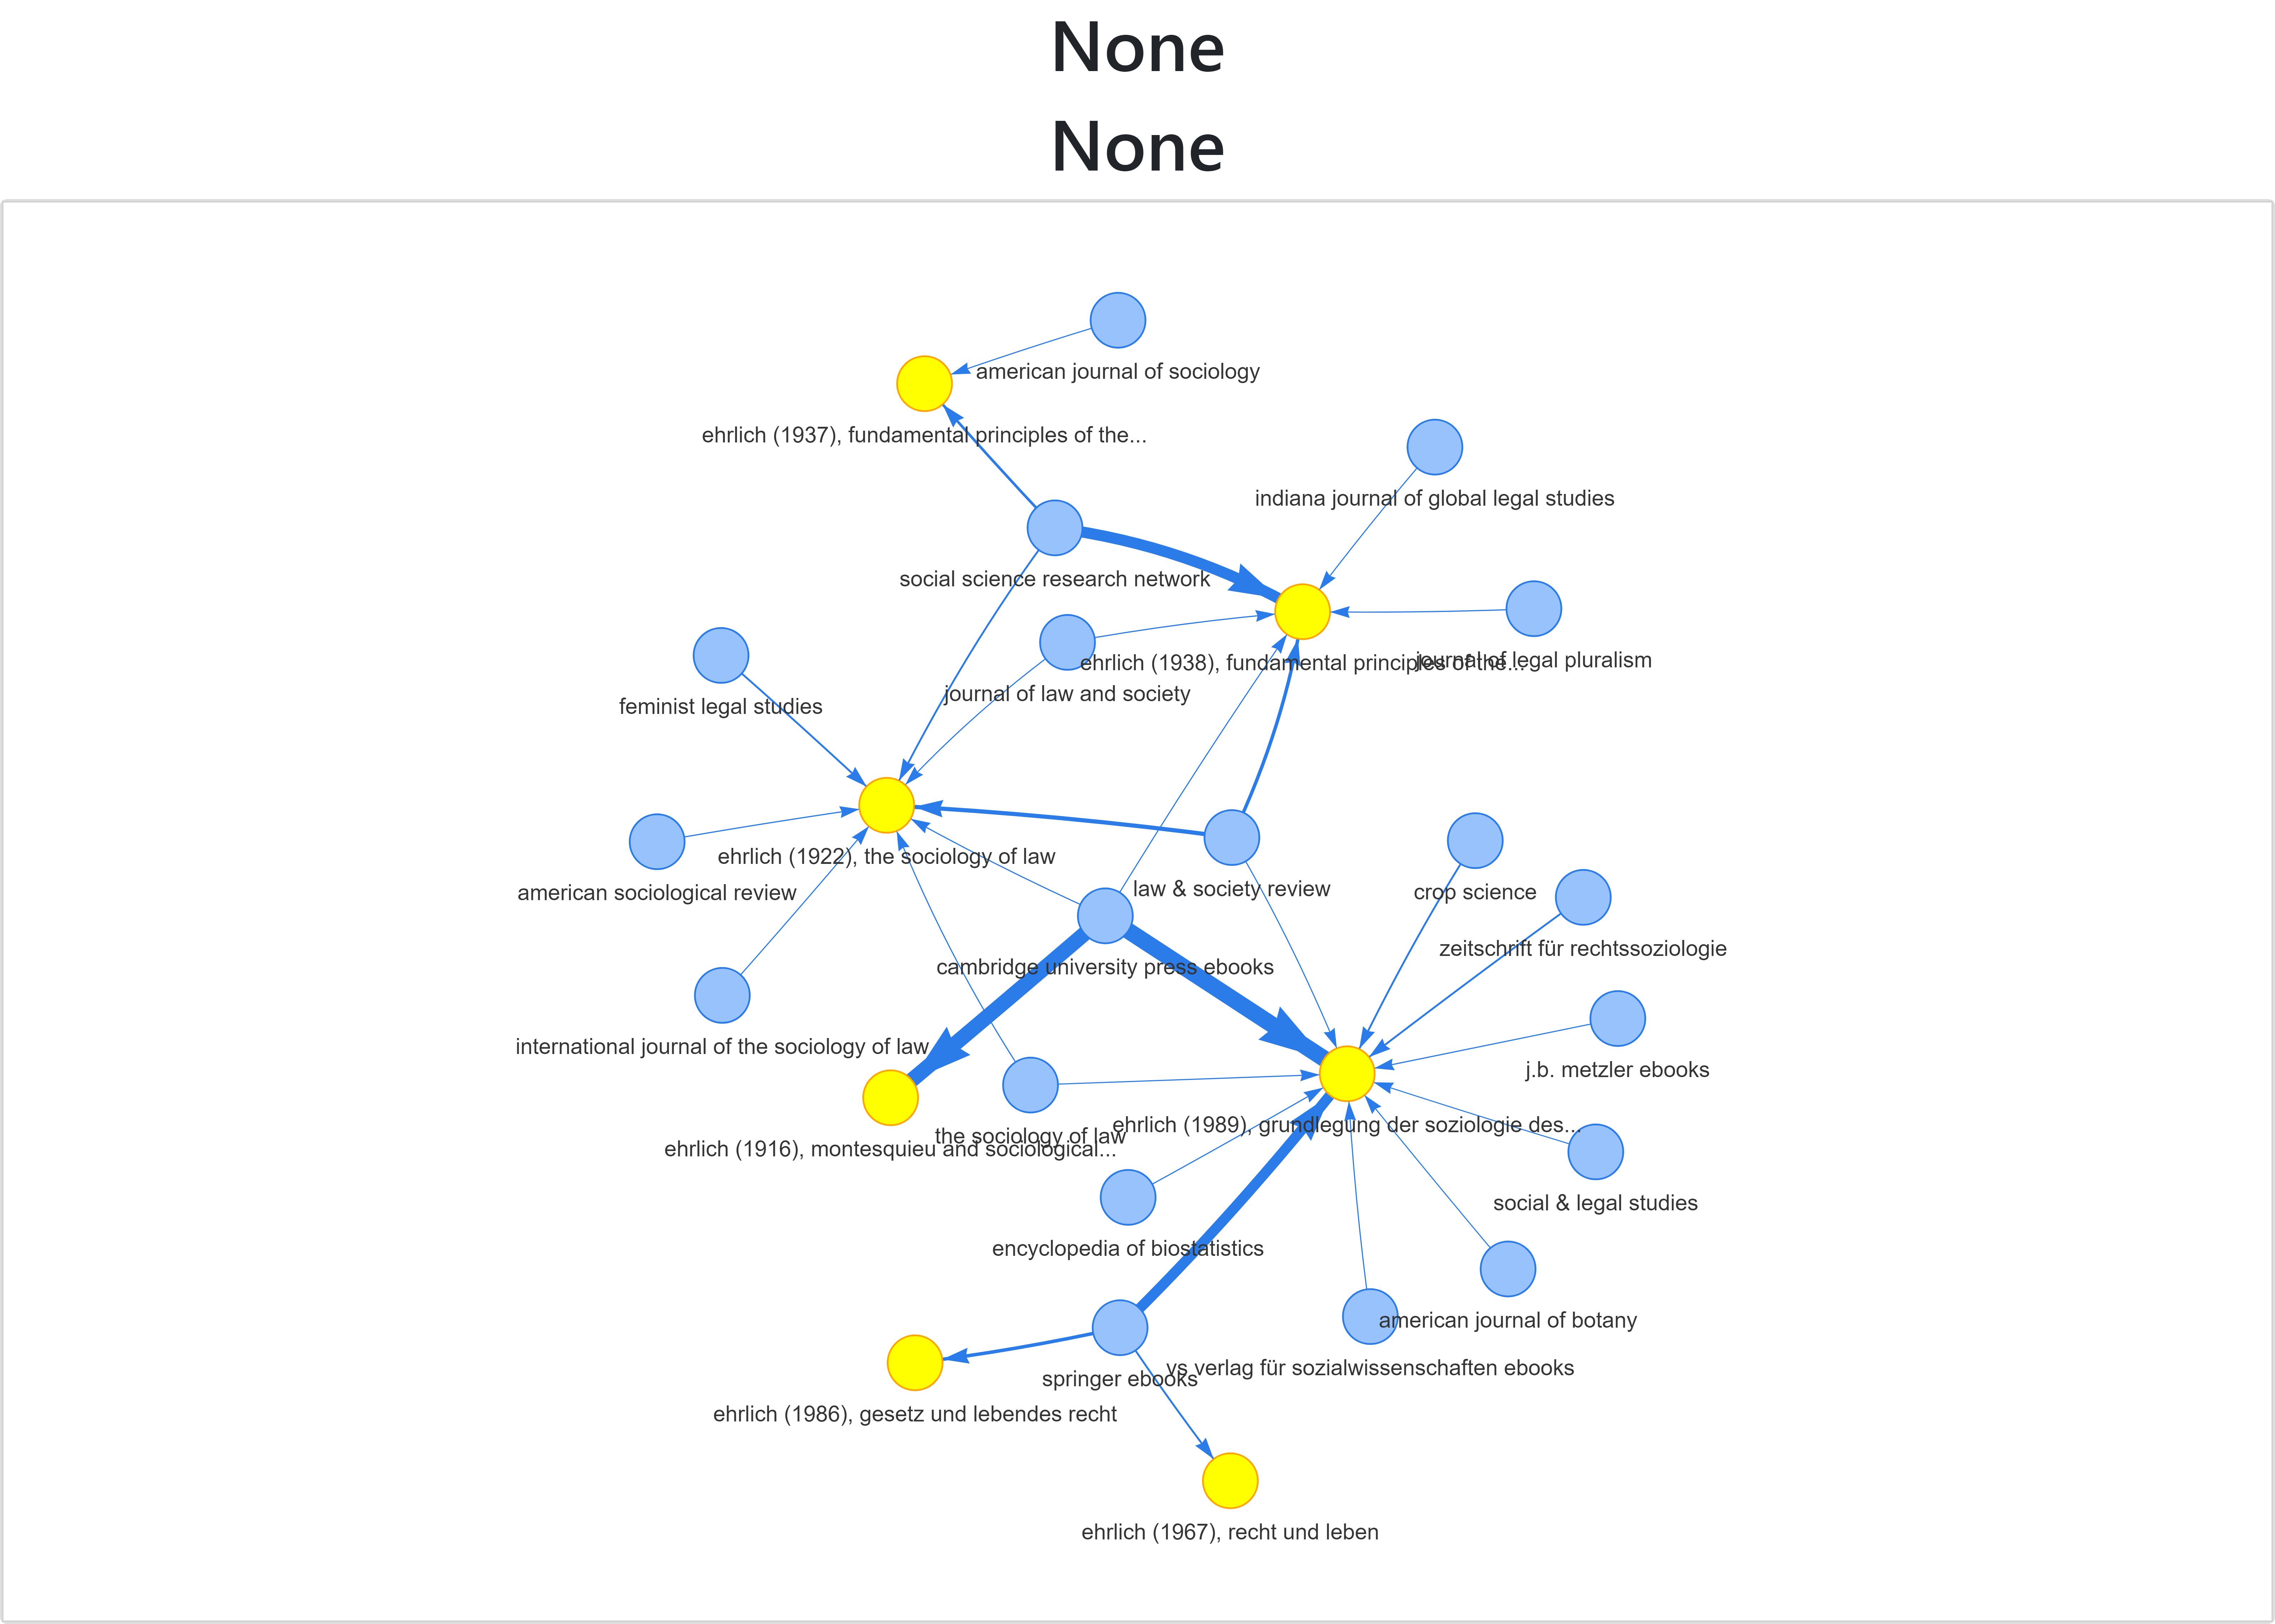 None
None
american journal of sociology
ehrlich (1937), fundamental principles of the...
indiana journal of global legal studies
social science research network
ehrlich (1938), fundamental principles of the...
journal of legal pluralism
journal of law and society
feminist legal studies
ehrlich (1922), the sociology of law
law & society review
crop science
american sociological review
zeitschrift für rechtssoziologie
cambridge university press ebooks
international journal of the sociology of law
j.b. metzler ebooks
ehrlich (1989), grundlegung der soziologie des...
the sociology of law
ehrlich (1916), montesquieu and sociological...
social & legal studies
encyclopedia of biostatistics
american journal of botany
vs verlag für sozialwissenschaften ebooks
springer ebooks
ehrlich (1986), gesetz und lebendes recht
ehrlich (1967), recht und leben